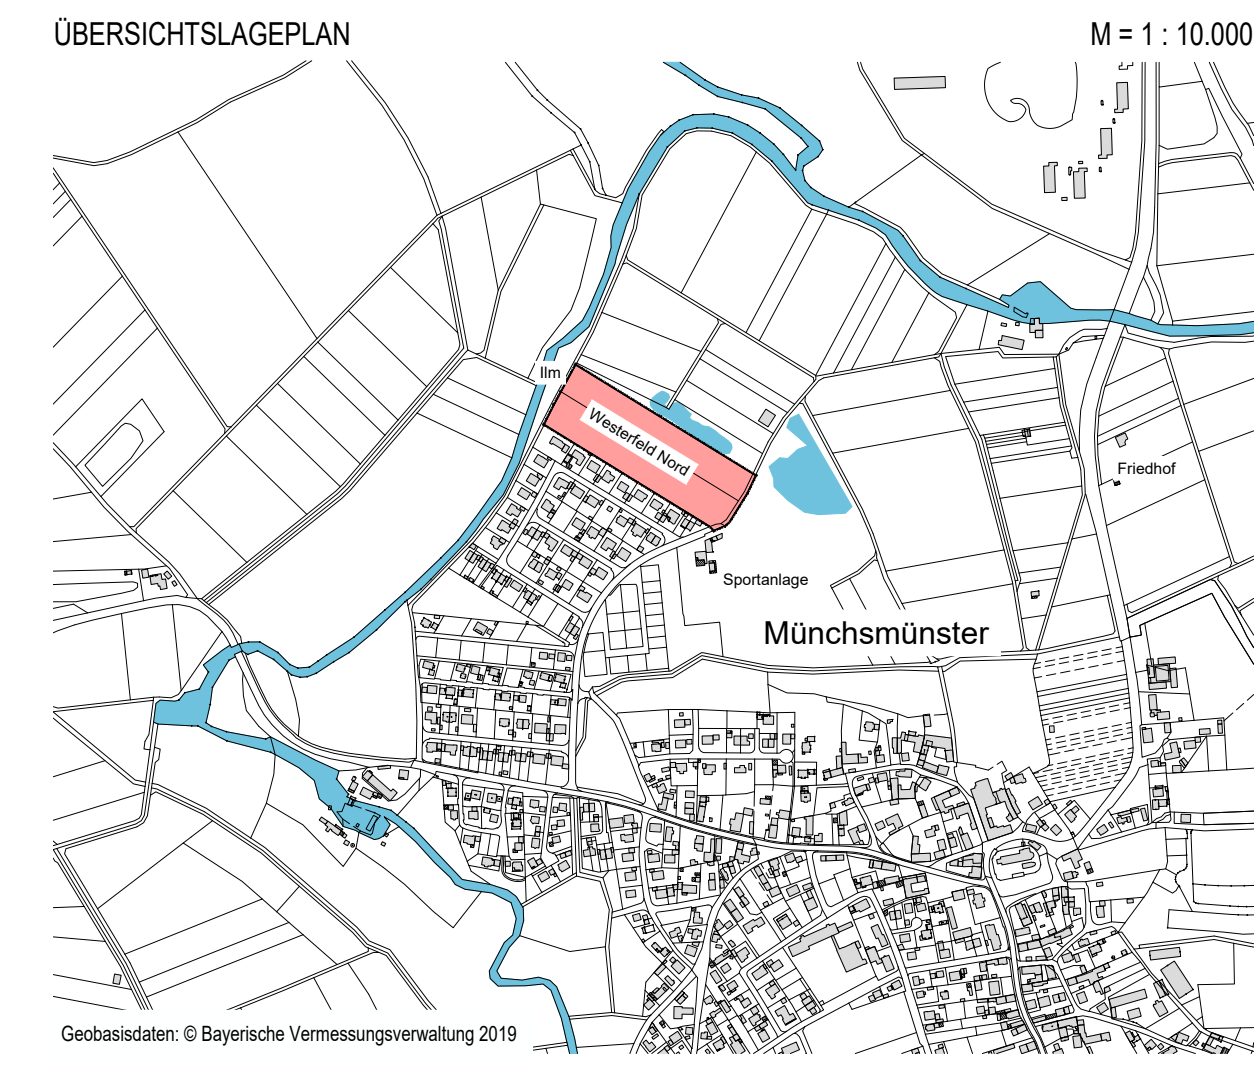 ÜBERSICHTSLAGEPLAN
M = 1 : 10.000
Ilm
Westerfeld Nord
Friedhof
Sportanlage
Münchsmünster
Geobasisdaten: © Bayerische Vermessungsverwaltung 2019